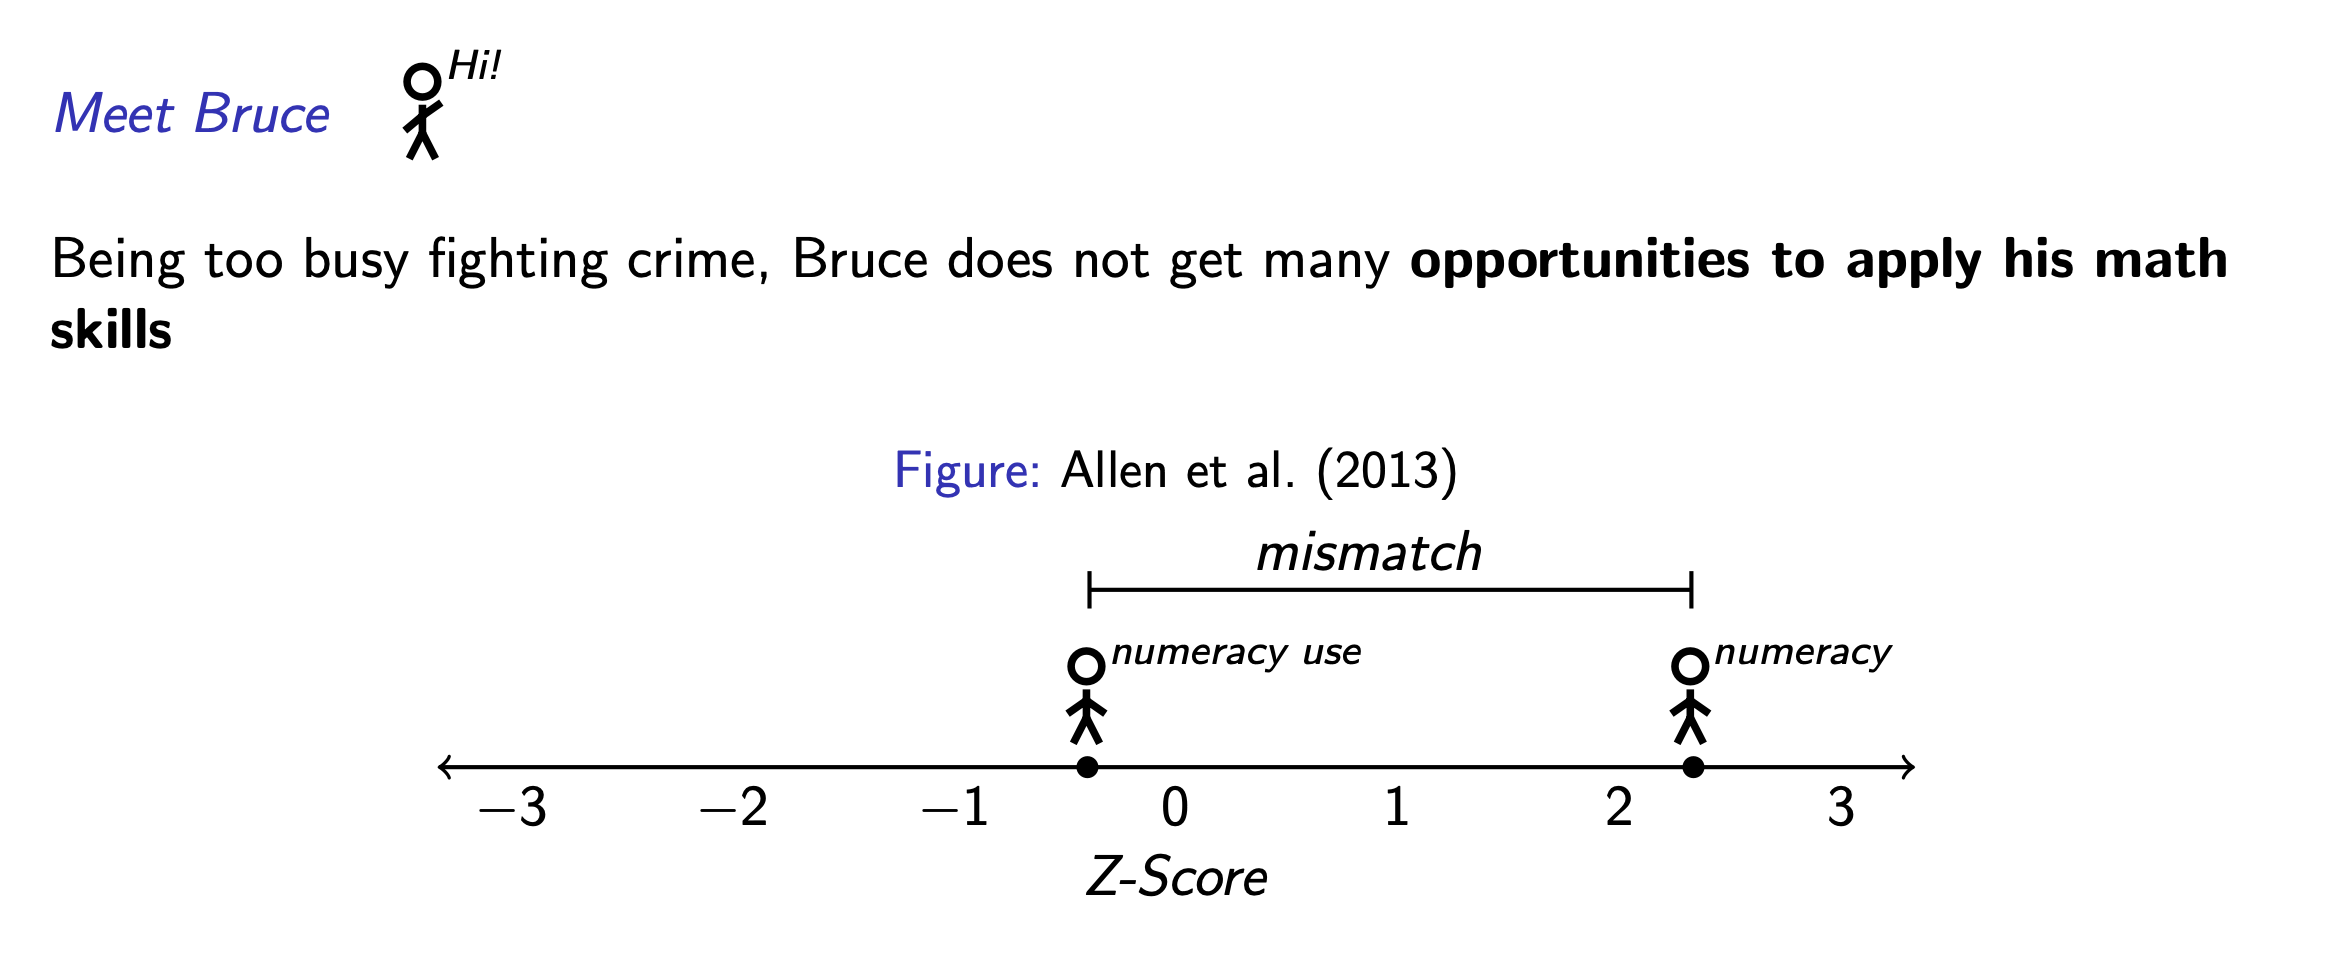 Hi!
Meet Bruce
Being too busy fighting crime, Bruce does not get many opportunities to apply his math
skills
Figure: Allen et al. (2013)
mismatch
numeracy use numeracy
−3 −2 −1 0 1 2 3
Z-Score